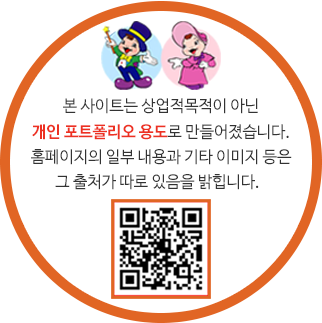 본 사이트는 상업적목적이 아닌
개인 포트폴리오 용도로 만들어졌습니다.
홈페이지의 일부 내용과 기타 이미지 등은
그 출처가 따로 있음을 밝힙니다.